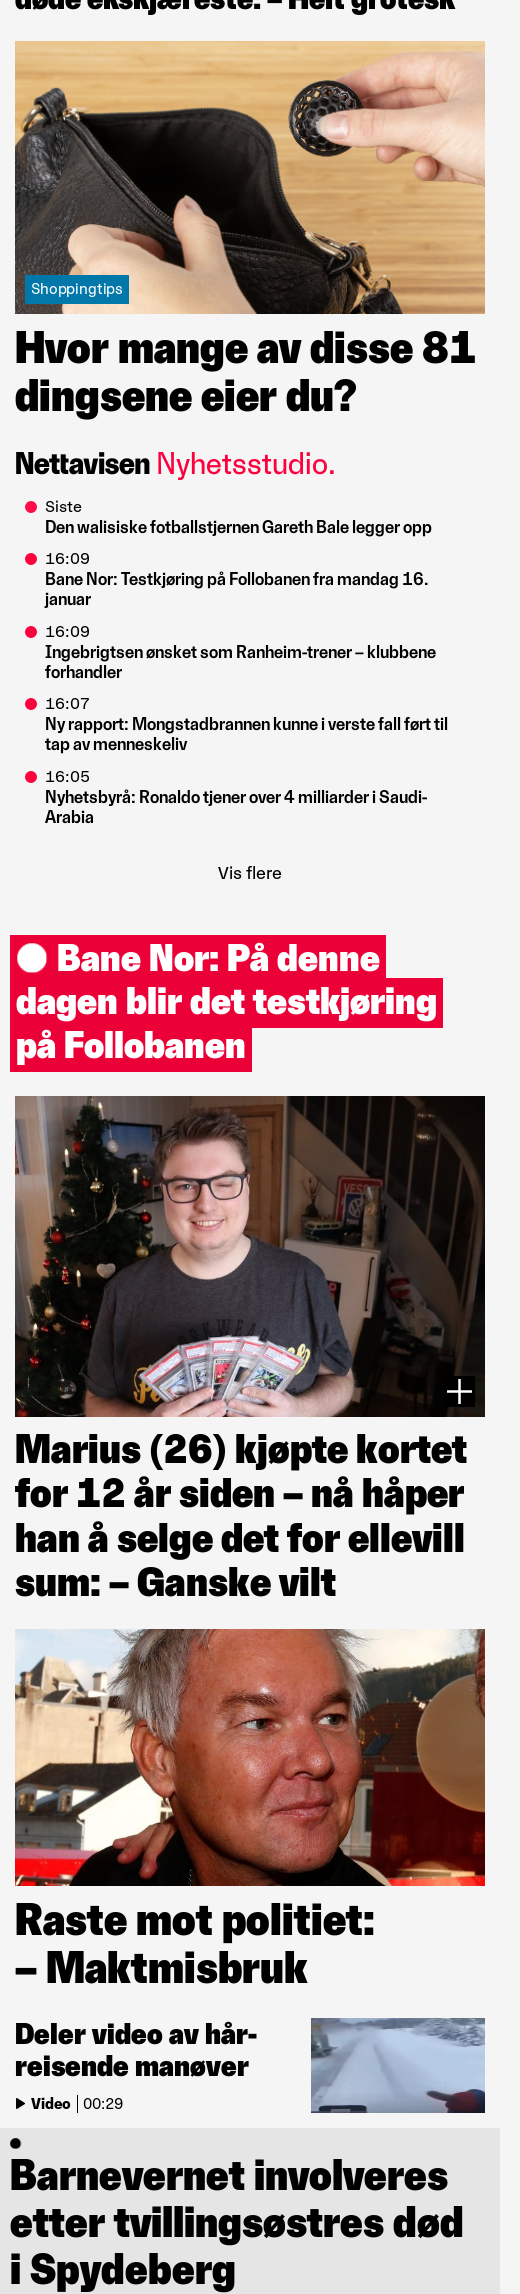 døde ekskjæreste: – Helt grotesk
Shoppingtips
Hvor mange av disse 81
dingsene eier du?
Nettavisen Nyhetsstudio.
Siste
Den walisiske fotballstjernen Gareth Bale legger opp
16:09
Bane Nor: Testkjøring på Follobanen fra mandag 16.
januar
16:09
Ingebrigtsen ønsket som Ranheim-trener – klubbene
forhandler
16:07
Ny rapport: Mongstadbrannen kunne i verste fall ført til
tap av menneskeliv
16:05
Nyhetsbyrå: Ronaldo tjener over 4 milliarder i Saudi-
Arabia
Vis flere
Bane Nor: På denne
dagen blir det testkjøring
på Follobanen
Marius (26) kjøpte kortet
for 12 år siden – nå håper
han å selge det for ellevill
sum: – Ganske vilt
Raste mot politiet:
– Maktmisbruk
Deler video av hår-
reisende manøver
Video | 00:29
Barnevernet involveres
etter tvillingsøstres død
i Spydeberg